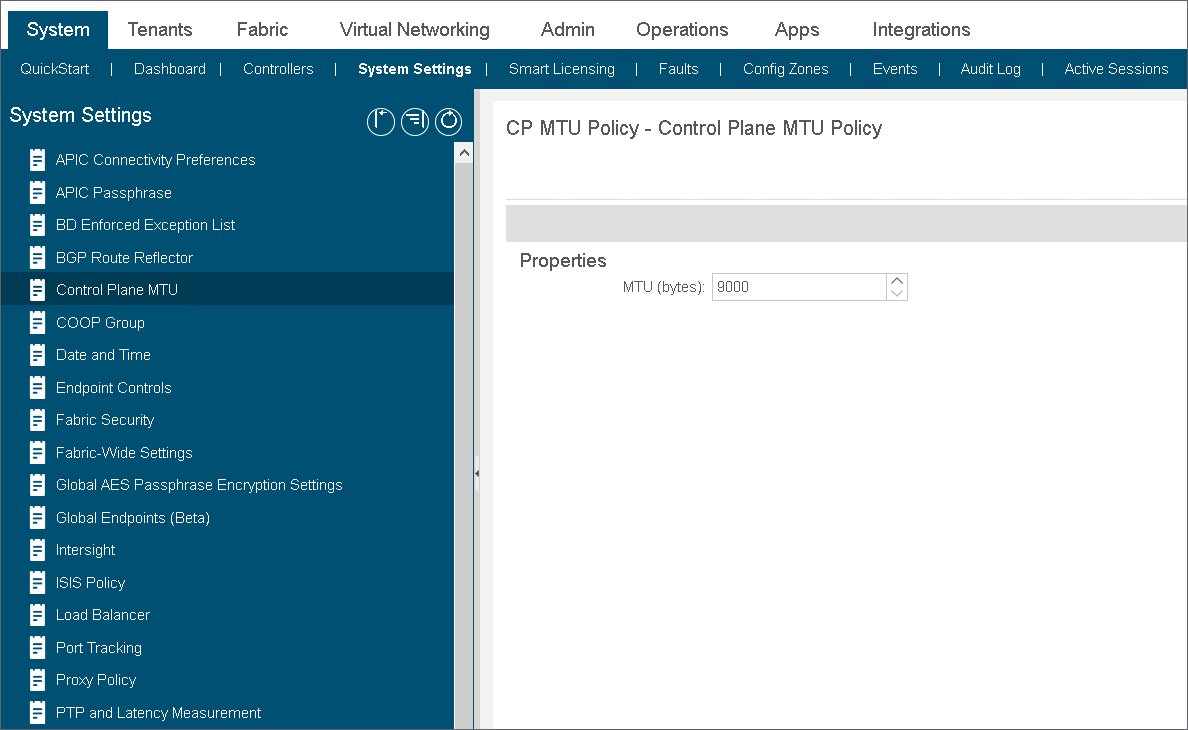 System Tenants Fabric Virtual Networking Admin Operations Apps Integrations
QuickStart | Dashboard | Controllers | System Settings | Smart Licensing | Faults | Config Zones | Events | Audit Log | Active Sessions
System Settings
APIC Connectivity Preferences
APIC Passphrase
BD Enforced Exception List
BGP Route Reflector
Control Plane MTU
COOP Group
Date and Time
Endpoint Controls
Fabric Security
Fabric-Wide Settings
Global AES Passphrase Encryption Settings
Global Endpoints (Beta)
Intersight
ISIS Policy
Load Balancer
Port Tracking
Proxy Policy
PTP and Latency Measurement
CP MTU Policy - Control Plane MTU Policy
Properties
MTU (bytes): 9000